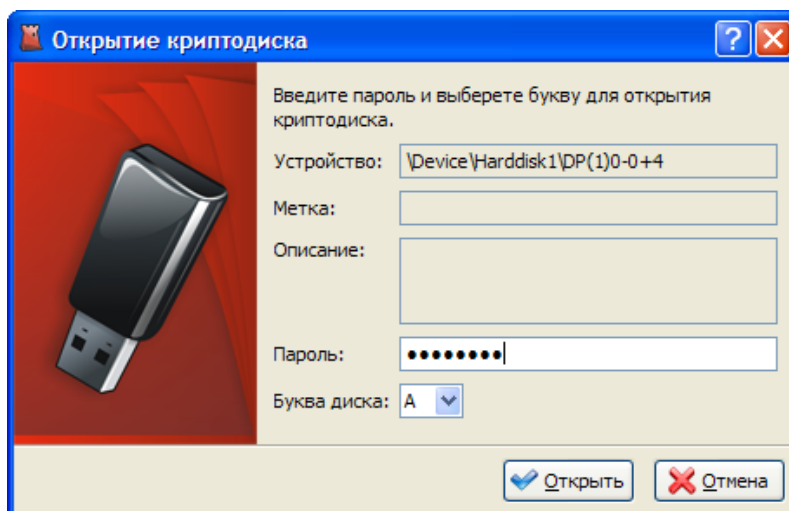 Открытие криптодиска
?
Введите пароль и выберете букву для открытия
криптодиска.
Устройство: \Device\Harddisk1\DP(1)0-0+4
Метка:
Описание:
Пароль: ●●●●●●●●
Буква диска: A
Открыть Отмена